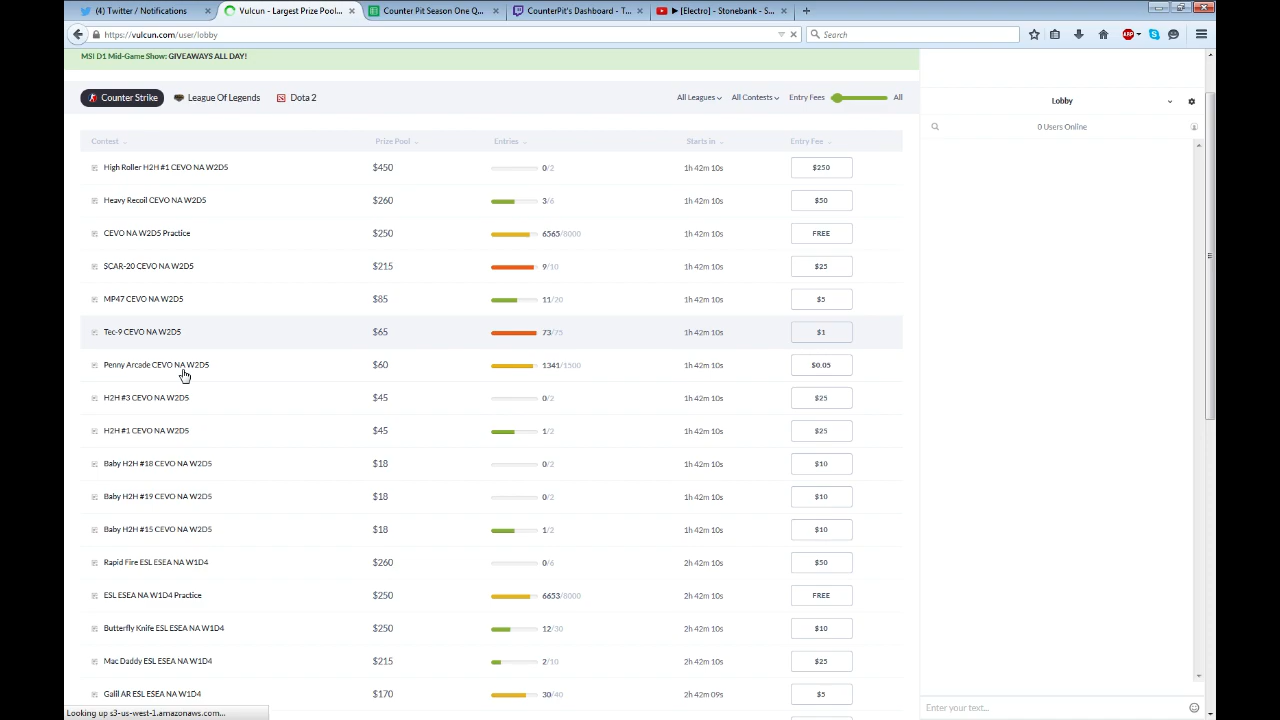 (4) Twitter / Notifications
Vulcun - Largest Prize Pool...
Counter Pit Season One Q...
CounterPit's Dashboard - T...
▶ [Electro] - Stonebank - S...
https://vulcun.com/user/lobby
Search
MSI D1 Mid-Game Show: GIVEAWAYS ALL DAY!
Counter Strike League Of Legends Dota 2 All Leagues All Contests Entry Fees All
Lobby
0 Users Online
Contest Prize Pool Entries Starts in Entry Fee
High Roller H2H #1 CEVO NA W2D5 $450 0/2 1h 42m 10s $250
Heavy Recoil CEVO NA W2D5 $260 3/6 1h 42m 10s $50
CEVO NA W2D5 Practice $250 6565/8000 1h 42m 10s FREE
SCAR-20 CEVO NA W2D5 $215 9/10 1h 42m 10s $25
MP47 CEVO NA W2D5 $85 11/20 1h 42m 10s $5
Tec-9 CEVO NA W2D5 $65 73/75 1h 42m 10s $1
Penny Arcade CEVO NA W2D5 $60 1341/1500 1h 42m 10s $0.05
H2H #3 CEVO NA W2D5 $45 0/2 1h 42m 10s $25
H2H #1 CEVO NA W2D5 $45 1/2 1h 42m 10s $25
Baby H2H #18 CEVO NA W2D5 $18 0/2 1h 42m 10s $10
Baby H2H #19 CEVO NA W2D5 $18 0/2 1h 42m 10s $10
Baby H2H #15 CEVO NA W2D5 $18 1/2 1h 42m 10s $10
Rapid Fire ESL ESEA NA W1D4 $260 0/6 2h 42m 10s $50
ESL ESEA NA W1D4 Practice $250 6653/8000 2h 42m 10s FREE
Butterfly Knife ESL ESEA NA W1D4 $250 12/30 2h 42m 10s $10
Mac Daddy ESL ESEA NA W1D4 $215 2/10 2h 42m 10s $25
Galil AR ESL ESEA NA W1D4 $170 30/40 2h 42m 09s $5
Enter your text...
Looking up s3-us-west-1.amazonaws.com...